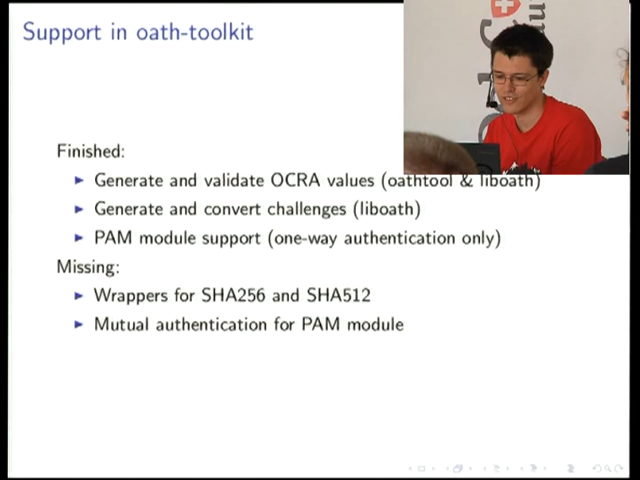 Support in oath-toolkit
Finished:
▶ Generate and validate OCRA values (oathtool & liboath)
▶ Generate and convert challenges (liboath)
▶ PAM module support (one-way authentication only)
Missing:
▶ Wrappers for SHA256 and SHA512
▶ Mutual authentication for PAM module